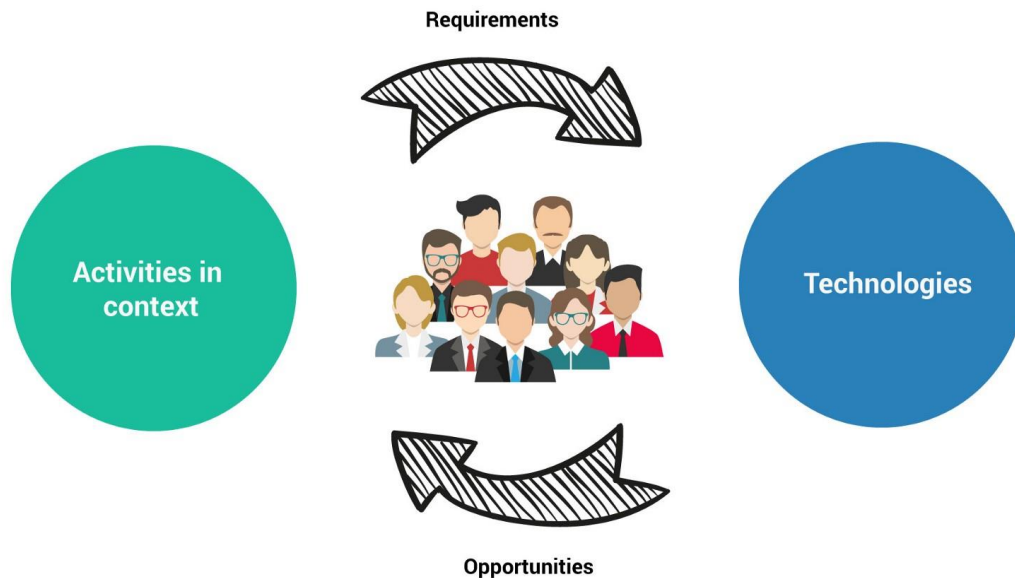 Requirements
Activities in
context
Technologies
Opportunities